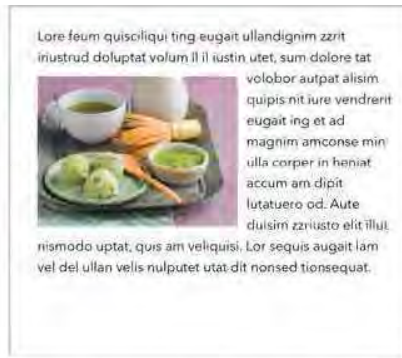 Lore feum quisciliqui ting eugait ullandignim zzrit
iriustrud doluptat volum il il iustin utet, sum dolore tat
volobor autpat alisim
quipis nit iure vendrerit
eugait ing et ad
magnim amconse min
ulla corper in heniat
accum am dipit
lutatuero od. Aute
duisim zzriusto elit illut
nismodo uptat, quis am veliquisi. Lor sequis augait lam
vel del ullan velis nulputet utat dit nonsed tionsequat.